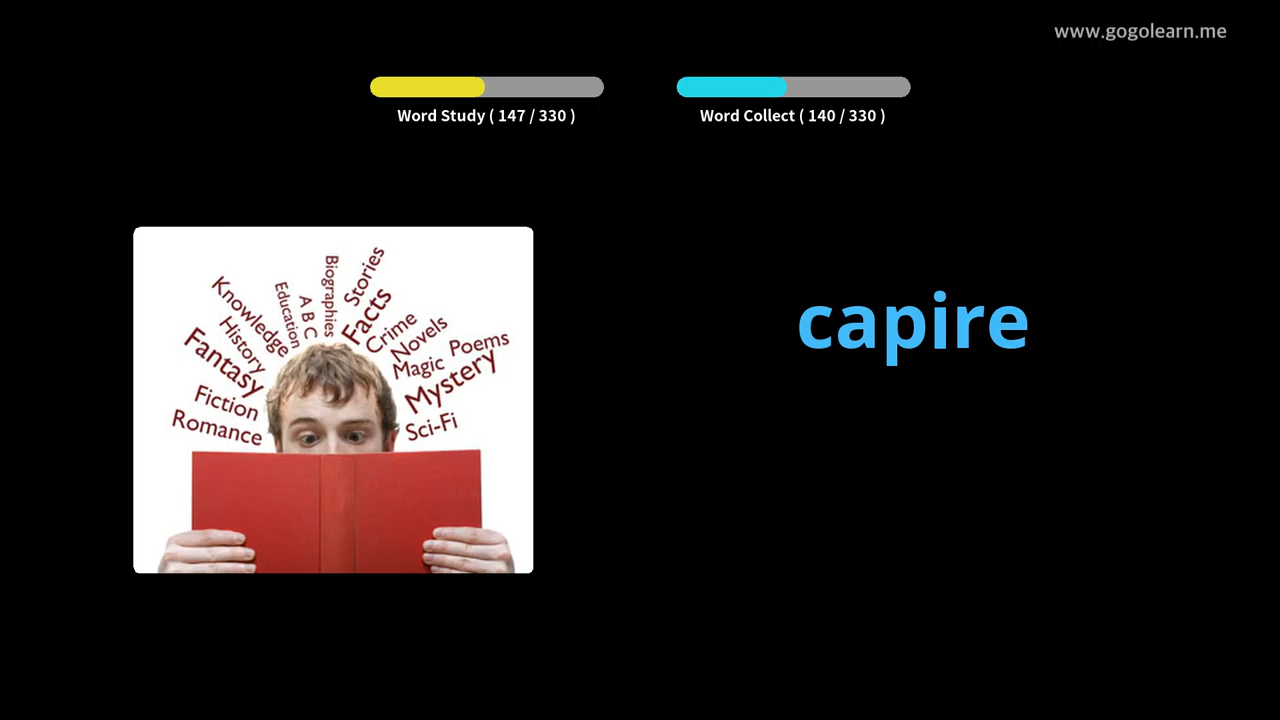 www.gogolearn.me
Word Study ( 147 / 330 )
Word Collect ( 140 / 330 )
capire
Biographies
Stories
Education
A B C
Facts
Knowledge
Crime
History
Novels
Poems
Fantasy
Magic
Mystery
Fiction
Sci-Fi
Romance